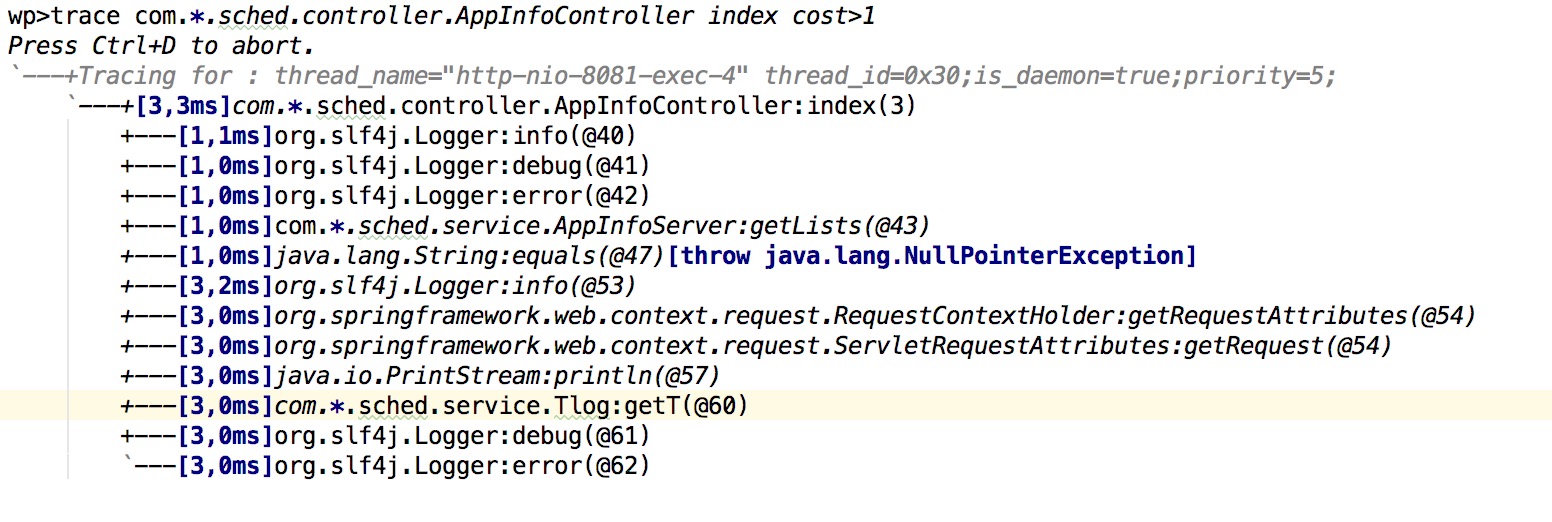 wp>trace com.*.sched.controller.AppInfoController index cost>1
Press Ctrl+D to abort.
`---+Tracing for : thread_name="http-nio-8081-exec-4" thread_id=0x30;is_daemon=true;priority=5;
`---+[3,3ms]com.*.sched.controller.AppInfoController:index(3)
+---[1,1ms]org.slf4j.Logger:info(@40)
+---[1,0ms]org.slf4j.Logger:debug(@41)
+---[1,0ms]org.slf4j.Logger:error(@42)
+---[1,0ms]com.*.sched.service.AppInfoServer:getLists(@43)
+---[1,0ms]java.lang.String:equals(@47)[throw java.lang.NullPointerException]
+---[3,2ms]org.slf4j.Logger:info(@53)
+---[3,0ms]org.springframework.web.context.request.RequestContextHolder:getRequestAttributes(@54)
+---[3,0ms]org.springframework.web.context.request.ServletRequestAttributes:getRequest(@54)
+---[3,0ms]java.io.PrintStream:println(@57)
+---[3,0ms]com.*.sched.service.Tlog:getT(@60)
+---[3,0ms]org.slf4j.Logger:debug(@61)
`---[3,0ms]org.slf4j.Logger:error(@62)